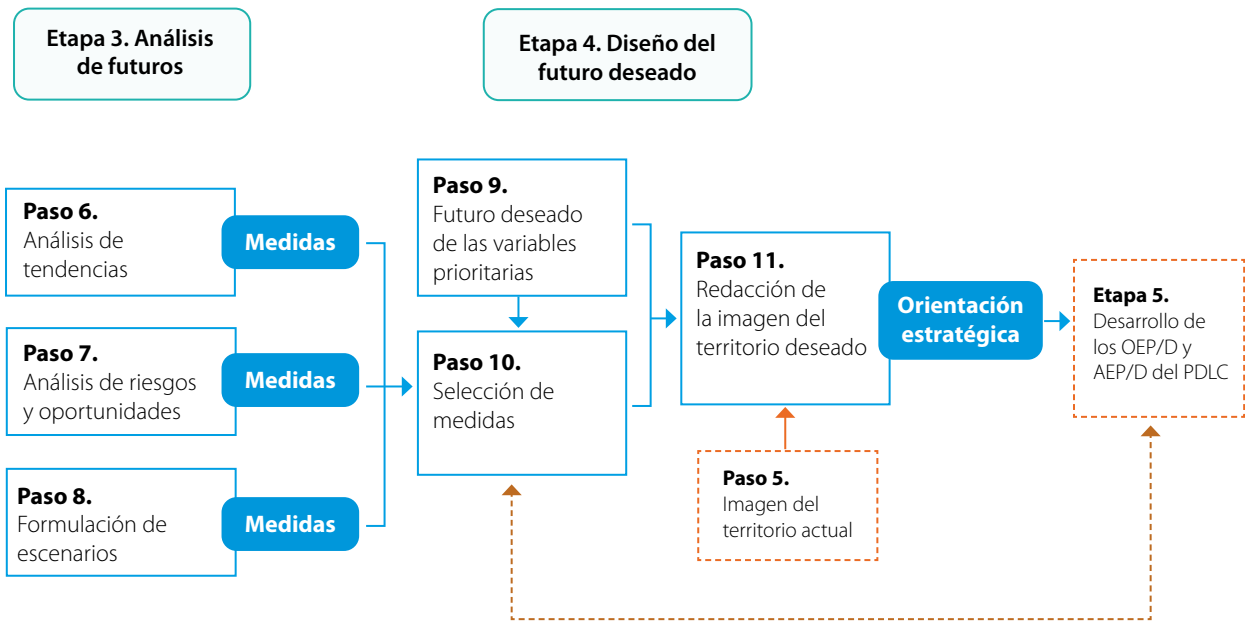 Etapa 3. Análisis
de futuros
Etapa 4. Diseño del
futuro deseado
Paso 6.
Análisis de
tendencias
Medidas
Paso 7.
Análisis de riesgos
y oportunidades
Medidas
Paso 8.
Formulación de
escenarios
Medidas
Paso 9.
Futuro deseado
de las variables
prioritarias
Paso 10.
Selección de
medidas
Paso 11.
Redacción de
la imagen del
territorio deseado
Orientación
estratégica
Paso 5.
Imagen del
territorio actual
Etapa 5.
Desarrollo de
los OEP/D y
AEP/D del PDLC